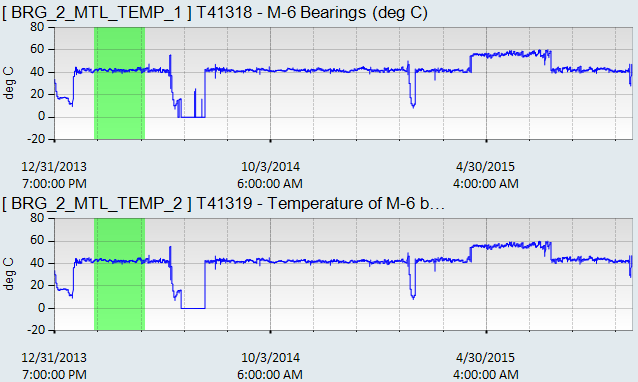 [ BRG_2_MTL_TEMP_1 ] T41318 - M-6 Bearings (deg C)
80
60
40
20
0
-20
deg C
12/31/2013 10/3/2014 4/30/2015
7:00:00 PM 6:00:00 AM 4:00:00 AM
[ BRG_2_MTL_TEMP_2 ] T41319 - Temperature of M-6 b…
80
60
40
20
0
-20
deg C
12/31/2013 10/3/2014 4/30/2015
7:00:00 PM 6:00:00 AM 4:00:00 AM